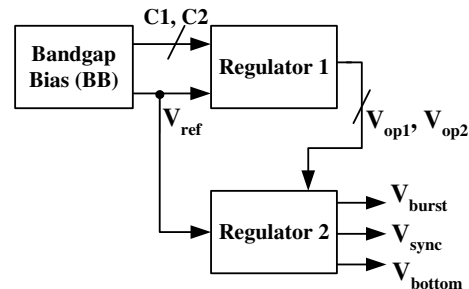 C1, C2
Bandgap
Bias (BB)
Regulator 1
Vref
Vop1, Vop2
Regulator 2
Vburst
Vsync
Vbottom